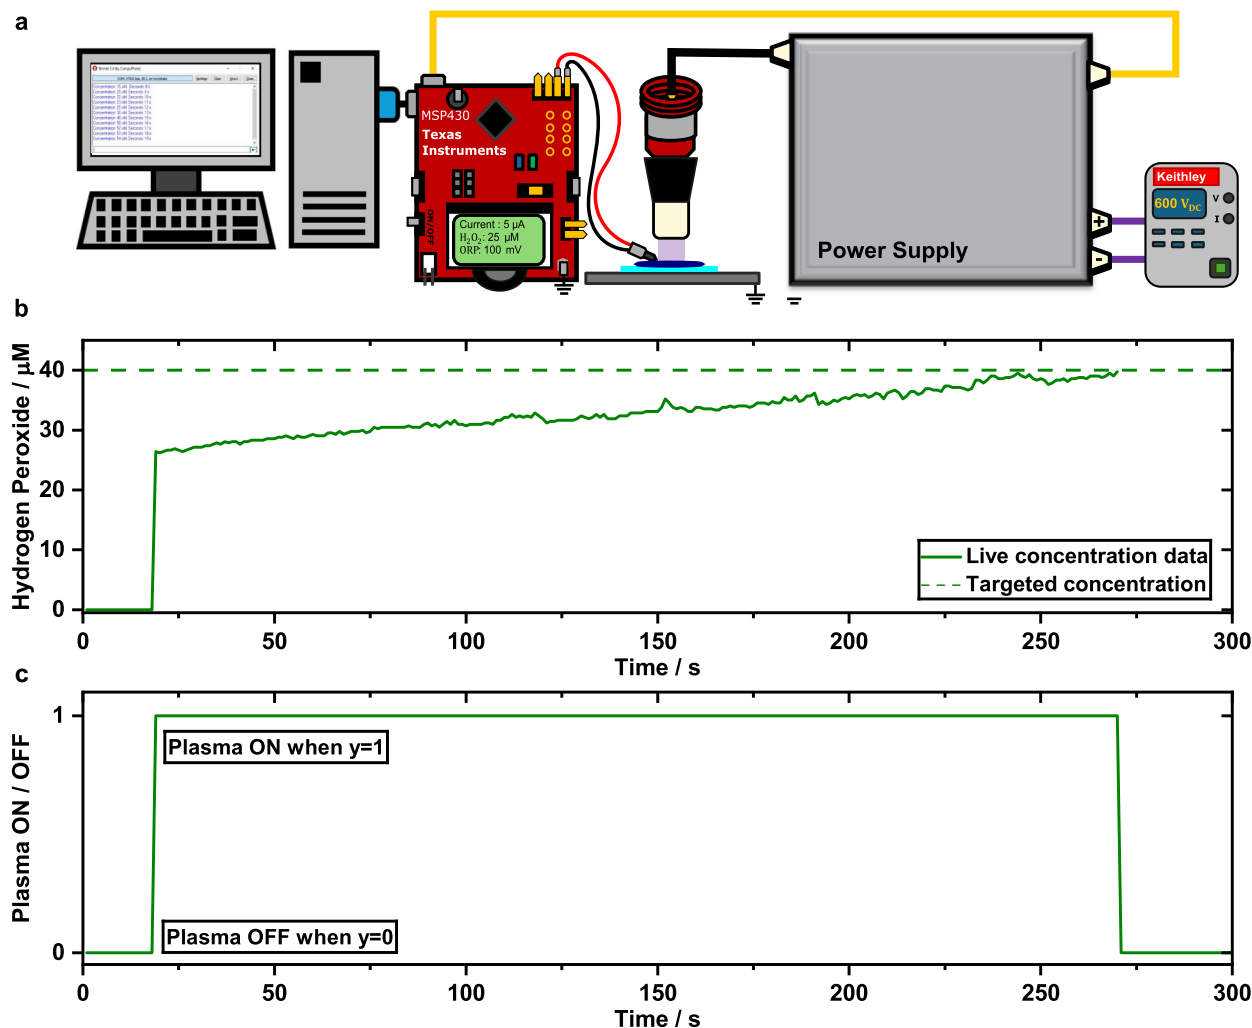 a
MSP430
Texas
Instruments
ON/OFF
Current : 5 µA
H₂O₂: 25 µM
ORP: 100 mV
Power Supply
+
-
Keithley
600 V_DC
V
I
b
Hydrogen Peroxide / µM
40
30
20
10
0
Live concentration data
Targeted concentration
0 50 100 150 200 250 300
Time / s
c
Plasma ON / OFF
1
0
Plasma ON when y=1
Plasma OFF when y=0
0 50 100 150 200 250 300
Time / s